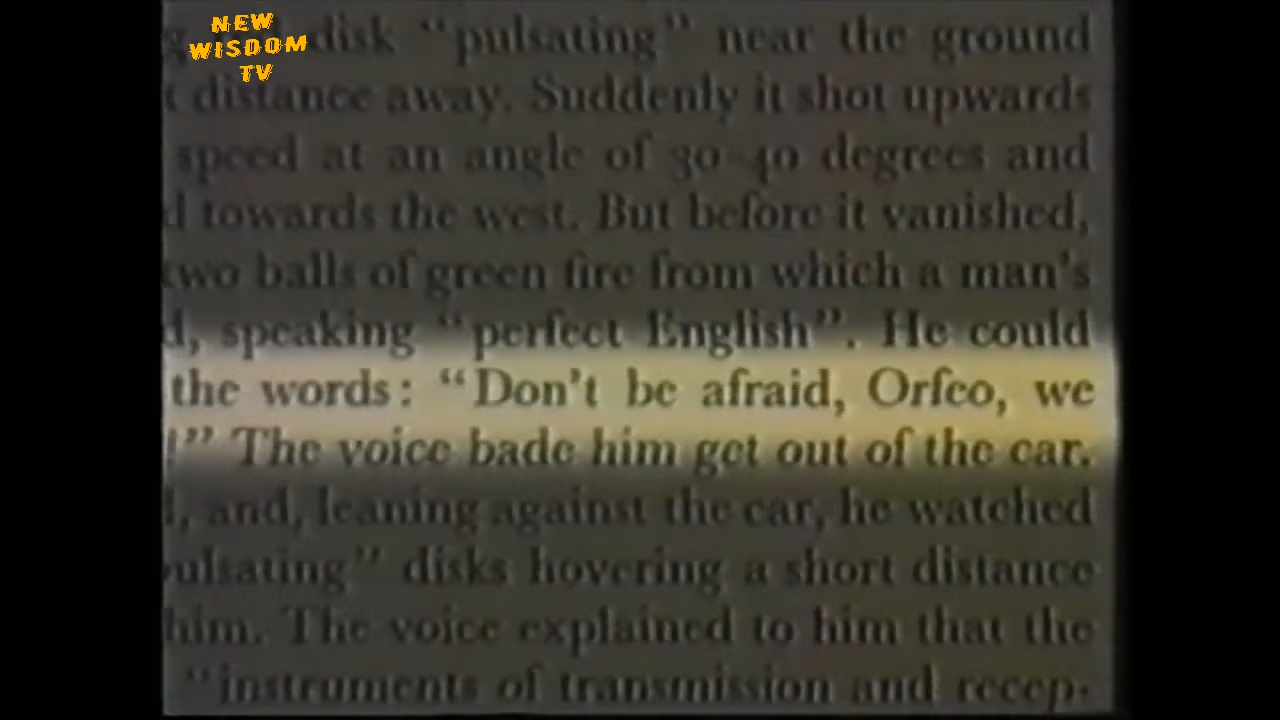 NEW
WISDOM
TV
disk “pulsating” near the ground
distance away. Suddenly it shot upwards
speed at an angle of 30–40 degrees and
towards the west. But before it vanished,
two balls of green fire from which a man's
speaking “perfect English”. He could
the words: “Don't be afraid, Orfeo, we
!” The voice bade him get out of the car.
, and, leaning against the car, he watched
disks hovering a short distance
him. The voice explained to him that the
“instruments of transmission and recep-